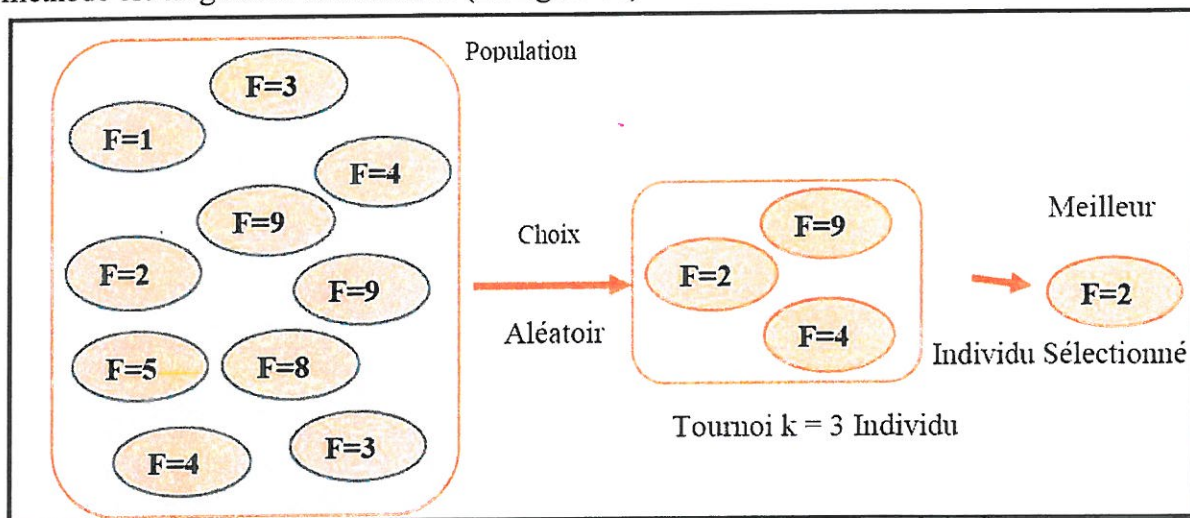 Population
F=3
F=1
F=4
F=9
F=2
F=9
F=5
F=8
F=4
F=3
Choix
Aléatoir
F=9
F=2
F=4
Tournoi k = 3 Individu
Meilleur
F=2
Individu Sélectionné